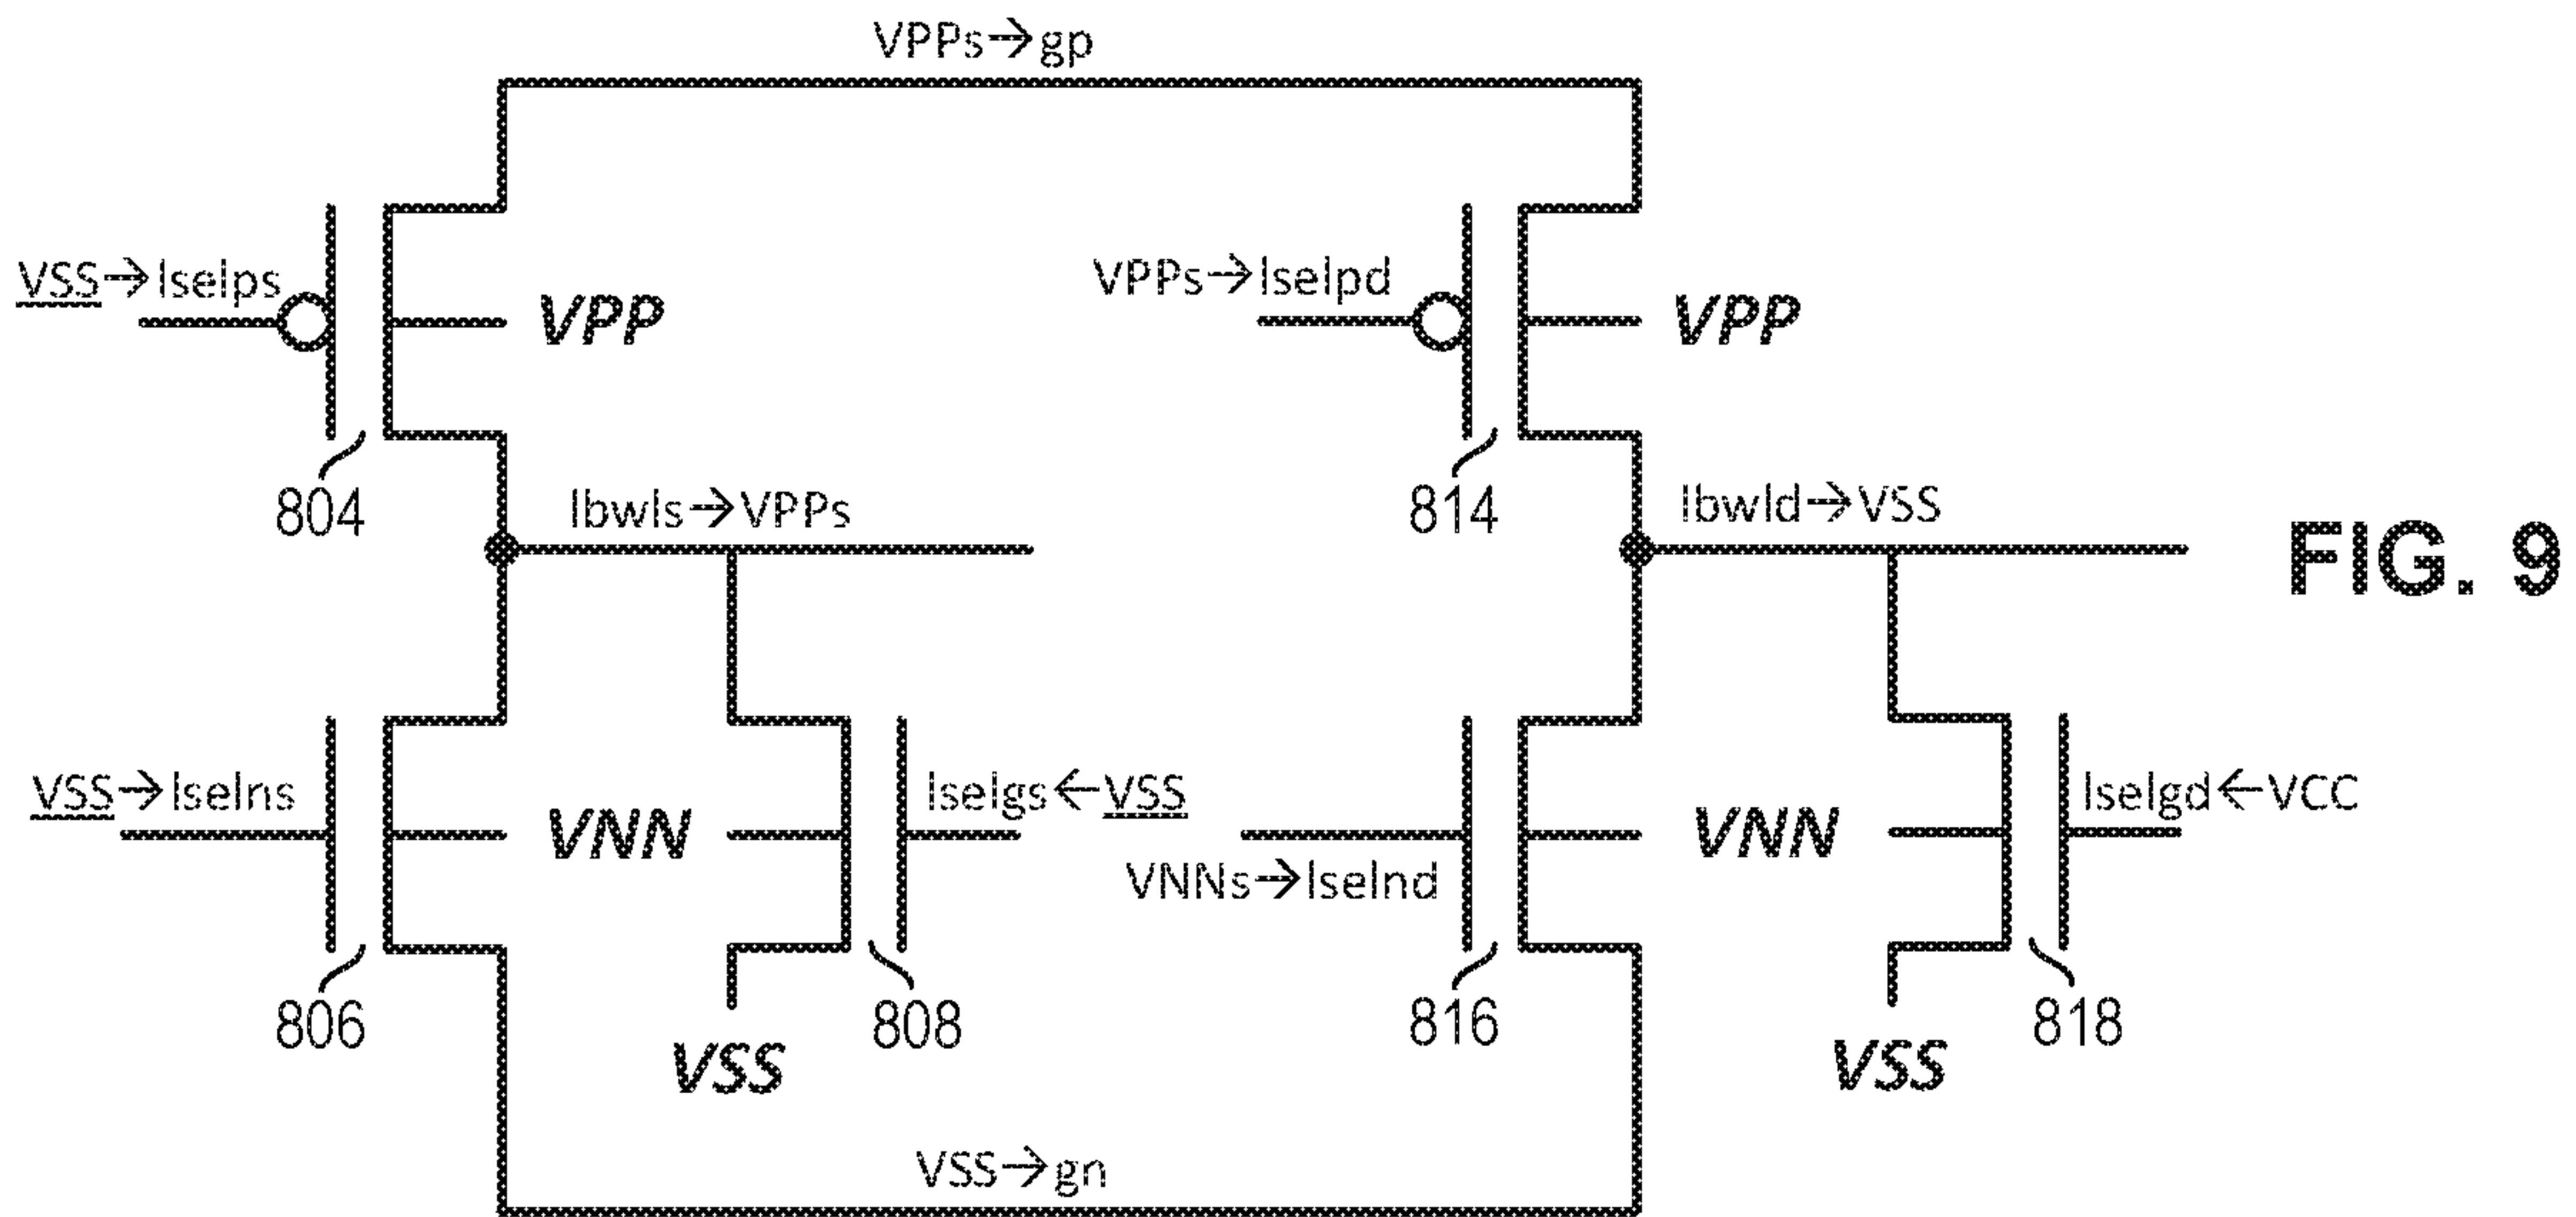 VPPs→gp
VSS→lselps
VPP
VPPs→lselpd
VPP
804
lbwls→VPPs
814
lbwld→VSS
FIG. 9
VSS→lselns
VNN
lselgs←VSS
VNNs→lselnd
VNN
lselgd←VCC
806
VSS
808
816
VSS
818
VSS→gn